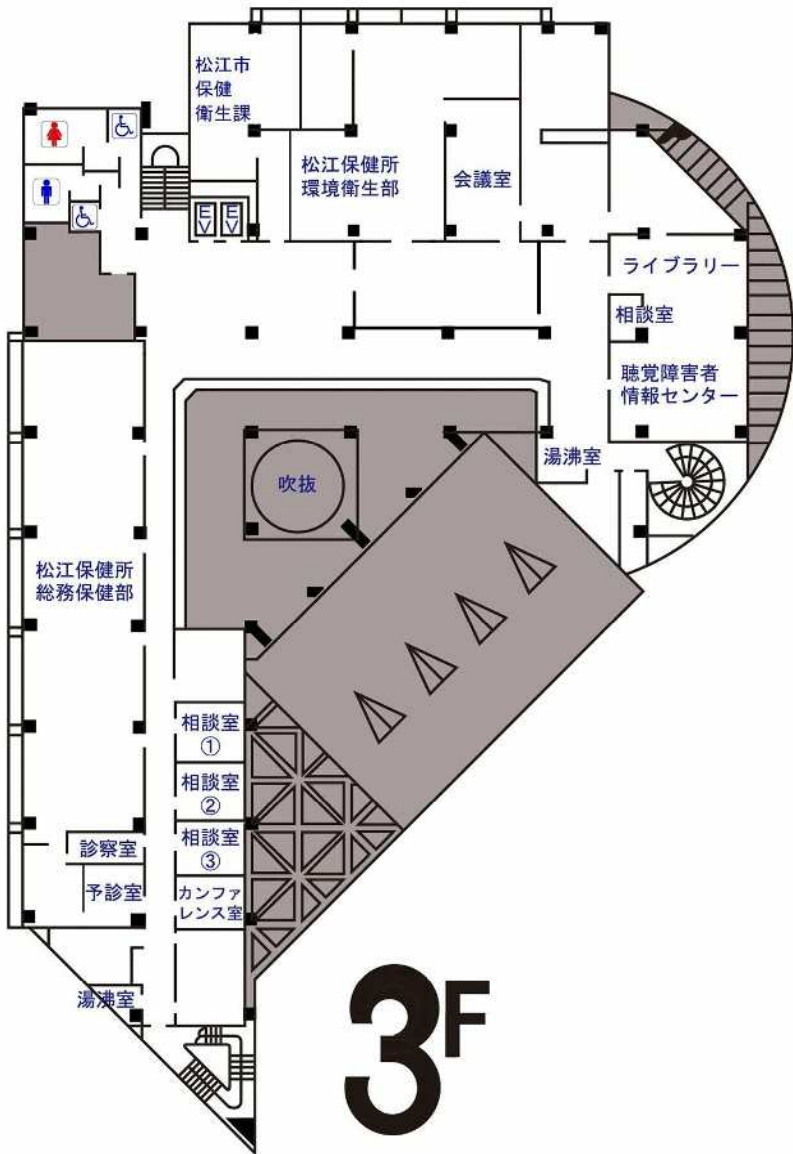 松江市
保健
衛生課
松江保健所
環境衛生部
会議室
EV
EV
ライブラリー
相談室
聴覚障害者
情報センター
湯沸室
吹抜
松江保健所
総務保健部
相談室
①
相談室
②
相談室
③
診察室
予診室
カンファ
レンス室
湯沸室
3F